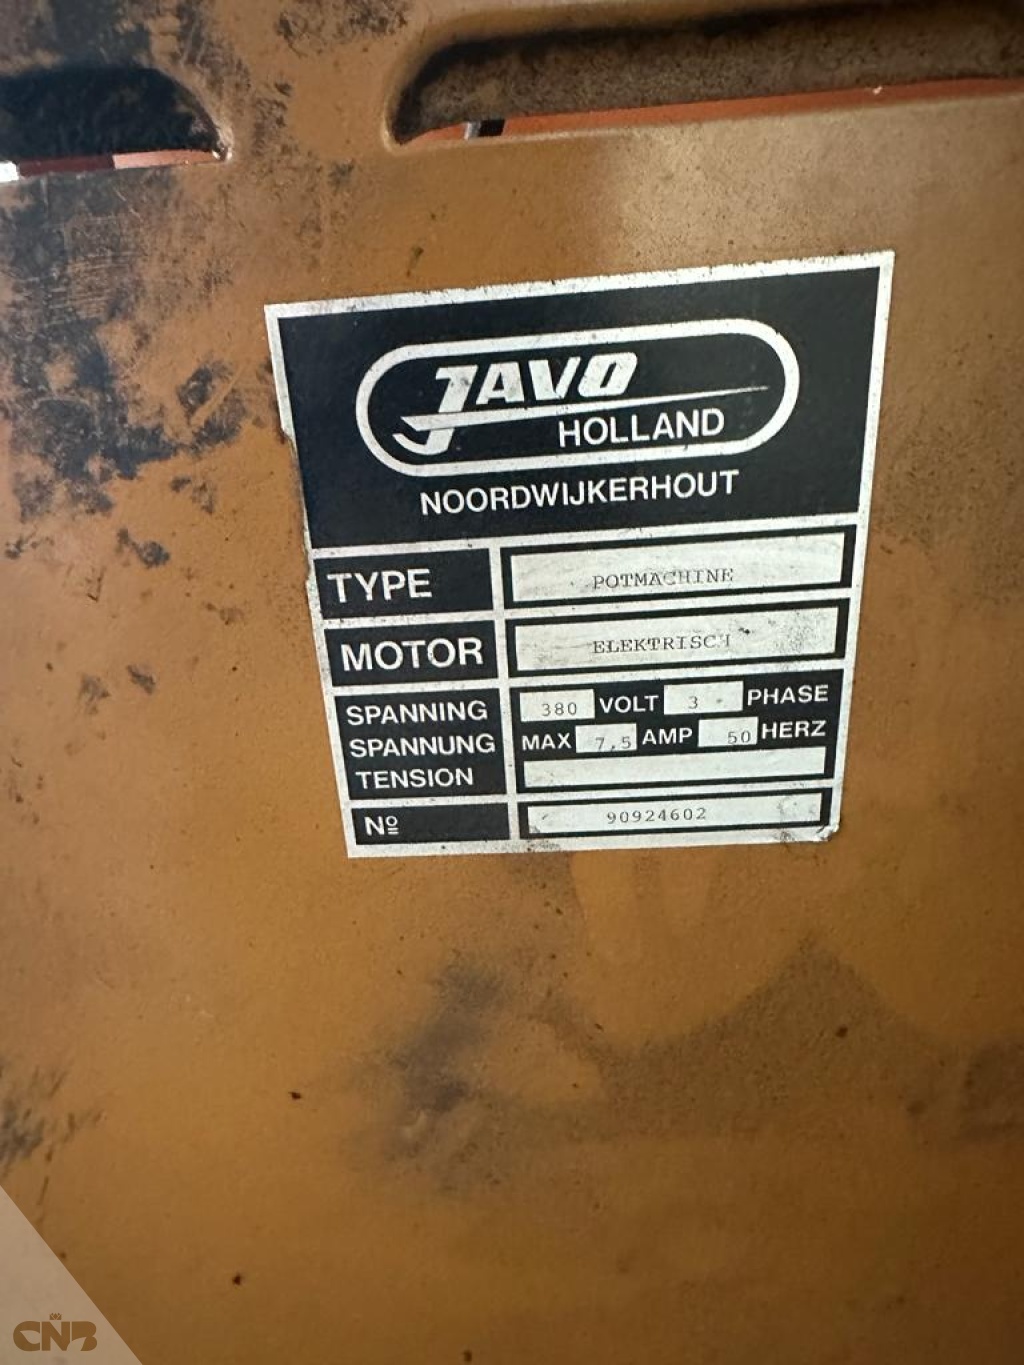 JAVO
HOLLAND
NOORDWIJKERHOUT
TYPE POTMACHINE
MOTOR ELEKTRISCH
SPANNING 380 VOLT 3 PHASE
SPANNUNG MAX 7,5 AMP 50 HERZ
TENSION
Nº 90924602
CNB